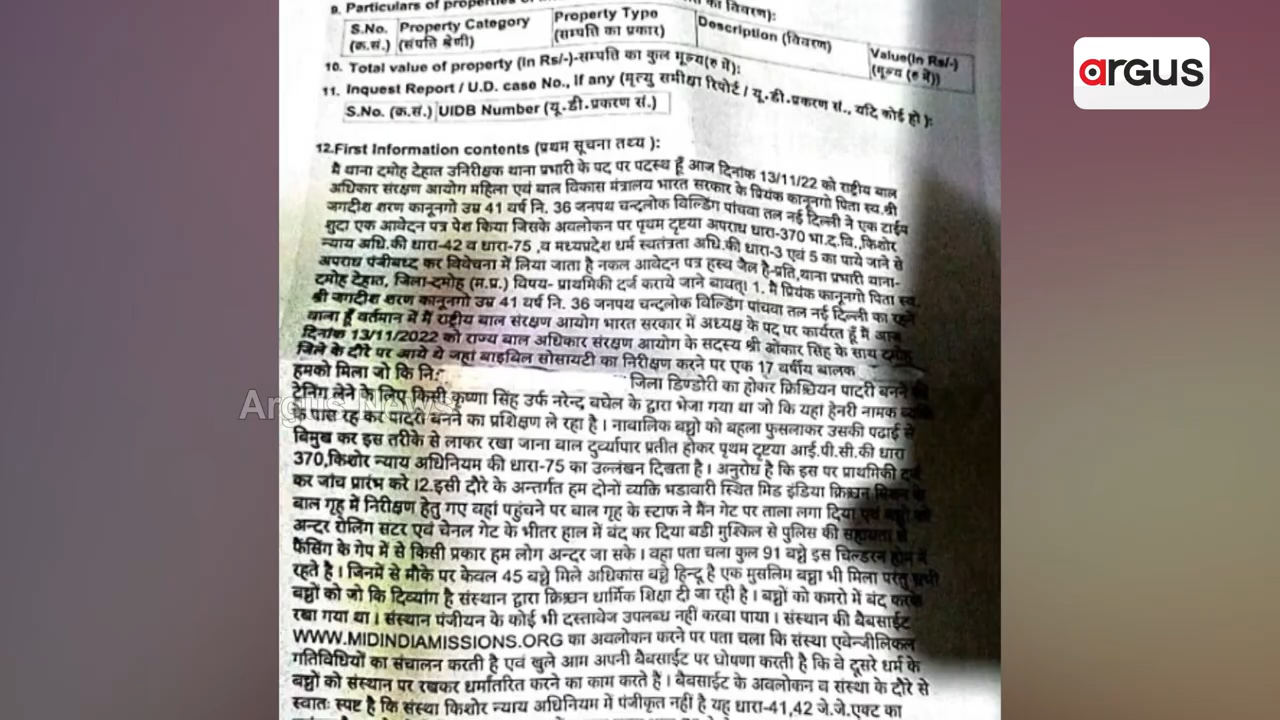 9. Particulars of properties of का विवरण):
S.No. (क.सं.) Property Category (संपति श्रेणी) Property Type (सम्पति का प्रकार) Description (विवरण) Value(In Rs/-) (मूल्य (रु में))
10. Total value of property (In Rs/-)-सम्पति का कुल मूल्य(रु में):
11. Inquest Report / U.D. case No., If any (मृत्यु समीक्षा रिपोर्ट / यू.डी.प्रकरण सं., यदि कोई हो ):
S.No. (क.सं.) UIDB Number (यू.डी.प्रकरण सं.)
12.First Information contents (प्रथम सूचना तथ्य ):
मै थाना दमोह देहात उनिरीक्षक थाना प्रभारी के पद पर पदस्थ हूँ आज दिनांक 13/11/22 को राष्ट्रीय बाल
अधिकार संरक्षण आयोग महिला एवं बाल विकास मंत्रालय भारत सरकार के प्रियंक कानूनगो पिता स्व.श्री
जगदीश शरण कानूनगो उम्र 41 वर्ष नि. 36 जनपथ चन्द्रलोक विल्डिंग पांचवा तल नई दिल्ली ने एक टाईप
शुदा एक आवेदन पत्र पेश किया जिसके अवलोकन पर पृथम दृष्टया अपराध धारा-370 भा.द.वि.,किशोर
न्याय अधि.की धारा-42 व धारा-75 ,व मध्यप्रदेश धर्म स्वतंत्रता अधि.की धारा-3 एवं 5 का पाये जाने से
अपराध पंजीबध्द कर विवेचना में लिया जाता है नकल आवेदन पत्र हस्व जैल है-प्रति,थाना प्रभारी थाना-
दमोह देहात, जिला-दमोह (म.प्र.) विषय- प्राथमिकी दर्ज कराये जाने बावत्। 1. मै प्रियंक कानूनगो पिता स्व.
श्री जगदीश शरण कानूनगो उम्र 41 वर्ष नि. 36 जनपथ चन्द्रलोक विल्डिंग पांचवा तल नई दिल्ली का रहने
वाला हूँ वर्तमान में मै राष्ट्रीय बाल संरक्षण आयोग भारत सरकार में अध्यक्ष के पद पर कार्यरत हूँ मै आज
दिनांक 13/11/2022 को राज्य बाल अधिकार संरक्षण आयोग के सदस्य श्री ओंकार सिंह के साथ दमोह
जिले के दौरे पर आये थे जहां बाइबिल सोसायटी का निरीक्षण करने पर एक 17 वर्षीय बालक
हमको मिला जो कि नि. जिला डिण्डोरी का होकर क्रिश्चियन पाद्री बनने
ट्रेनिंग लेने के लिए किसी कृष्णा सिंह उर्फ नरेन्द्र बघेल के द्वारा भेजा गया था जो कि यहां हेनरी नामक
के पास रह कर पाद्री बनने का प्रशिक्षण ले रहा है। नाबालिक बच्चो को बहला फुसलाकर उसकी पढाई से
बिमुख कर इस तरीके से लाकर रखा जाना बाल दुर्व्यापार प्रतीत होकर पृथम दृष्टया आई.पी.सी.की धारा
370,किशोर न्याय अधिनियम की धारा-75 का उल्लंखन दिखता है। अनुरोध है कि इस पर प्राथमिकी दर्ज
कर जांच प्रारंभ करे ।2.इसी दौरे के अन्तर्गत हम दोनों व्यक्ति भडावारी स्थित मिड इंडिया क्रिश्चन
बाल गृह में निरीक्षण हेतु गए वहां पहुंचने पर बाल गृह के स्टाफ ने मैंन गेट पर ताला लगा दिया एवं
अन्दर रोलिंग सटर एवं चेनल गेट के भीतर हाल में बंद कर दिया बडी मुश्किल से पुलिस की सहायता
फेंसिंग के गेप में से किसी प्रकार हम लोग अन्दर जा सके। वहा पता चला कुल 91 बच्चे इस चिल्डरन होम में
रहते है। जिनमें से मौके पर केवल 45 बच्चे मिले अधिकांस बच्चे हिन्दू है एक मुसलिम बच्चा भी मिला परंतु
बच्चों को जो कि दिव्यांग है संस्थान द्वारा क्रिश्चन धार्मिक शिक्षा दी जा रही है। बच्चों को कमरो में बंद करके
रखा गया था। संस्थान पंजीयन के कोई भी दस्तावेज उपलब्ध नहीं करवा पाया। संस्थान की बैबसाईट
WWW.MIDINDIAMISSIONS.ORG का अवलोकन करने पर पता चला कि संस्था एवेन्जीलिकल
गतिविधियों का संचालन करती है एवं खुले आम अपनी बैबसाईट पर घोषणा करती है कि वे दूसरे धर्म के
बच्चों को संस्थान पर रखकर धर्मांतरित करने का काम करते हैं। बैबसाईट के अवलोकन व संस्था के दौरे से
स्वातः स्पष्ट है कि संस्था किशोर न्याय अधिनियम में पंजीकृत नहीं है यह धारा-41,42 जे.जे.एक्ट का
argus
Argus News